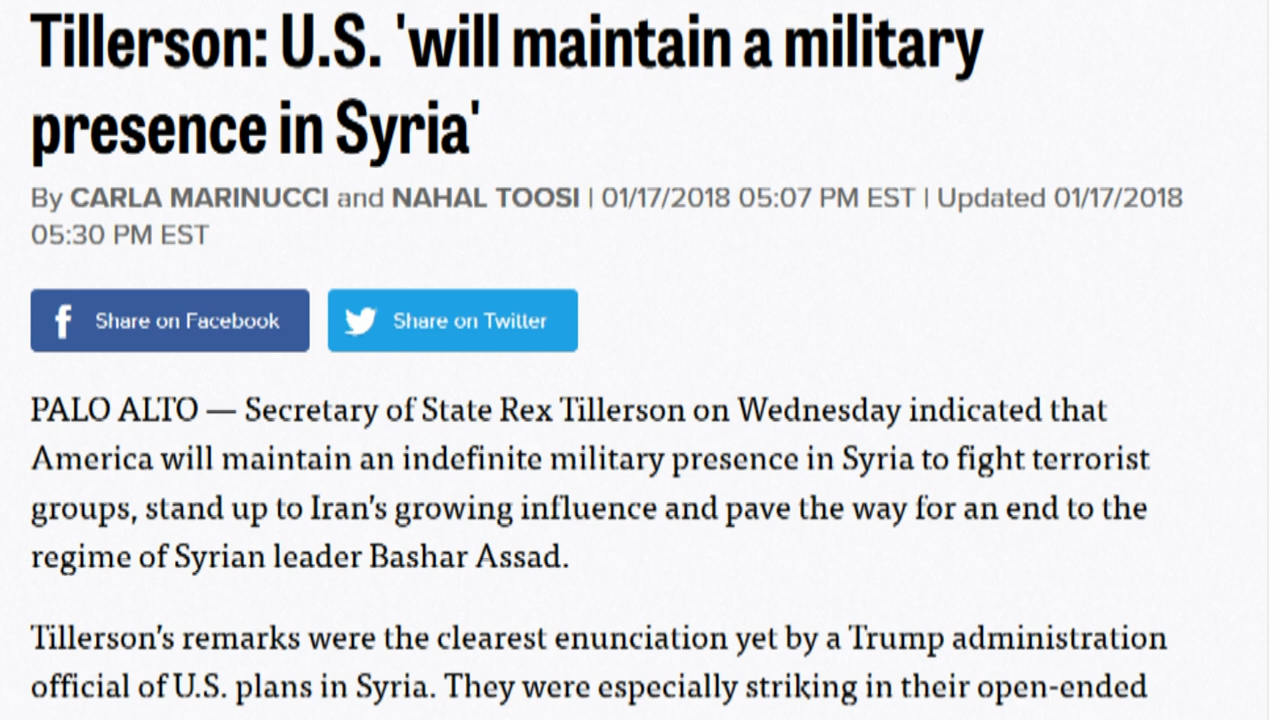 Tillerson: U.S. 'will maintain a military
presence in Syria'
By CARLA MARINUCCI and NAHAL TOOSI | 01/17/2018 05:07 PM EST | Updated 01/17/2018
05:30 PM EST
Share on Facebook
Share on Twitter
PALO ALTO — Secretary of State Rex Tillerson on Wednesday indicated that
America will maintain an indefinite military presence in Syria to fight terrorist
groups, stand up to Iran’s growing influence and pave the way for an end to the
regime of Syrian leader Bashar Assad.
Tillerson’s remarks were the clearest enunciation yet by a Trump administration
official of U.S. plans in Syria. They were especially striking in their open-ended